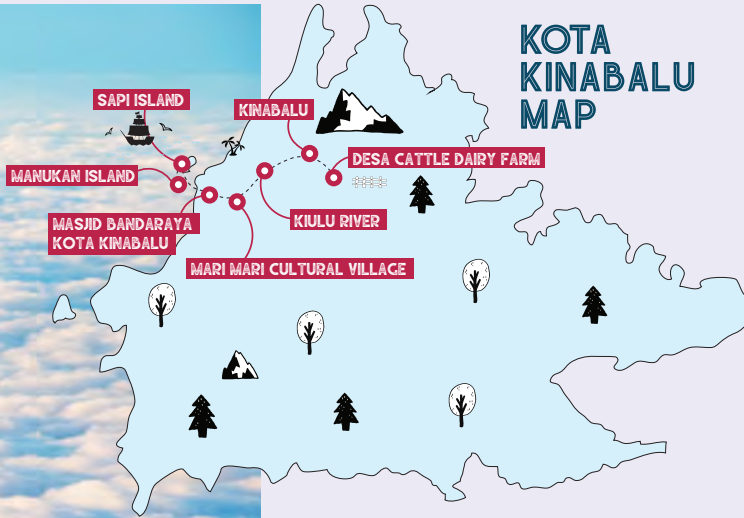 KOTA
KINABALU
MAP
SAPI ISLAND
KINABALU
DESA CATTLE DAIRY FARM
MANUKAN ISLAND
MASJID BANDARAYA
KOTA KINABALU
KIULU RIVER
MARI MARI CULTURAL VILLAGE